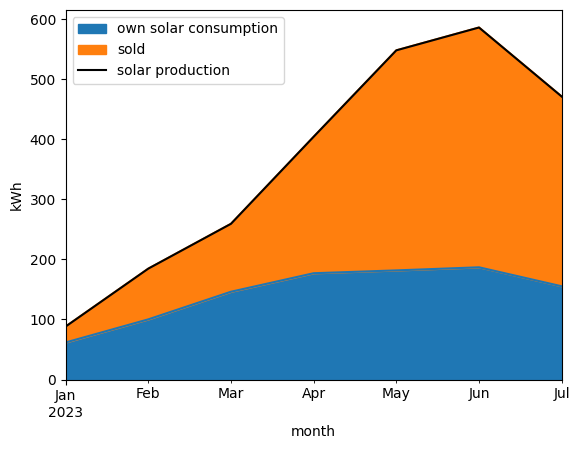 own solar consumption
sold
solar production
600
500
400
300
200
100
0
kWh
Jan Feb Mar Apr May Jun Jul
2023
month